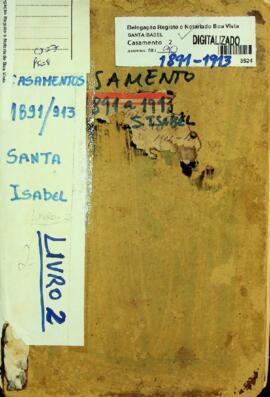 Delegação Registo e Notariado Boa Vista
SANTA ISABEL
Casamento 2
DIGITALIZADO
1891-1913
3524
CASAMENTOS
1891/913
SANTA
ISABEL
LIVRO 2
SAMENTO
891 a 1913
S. ISABEL